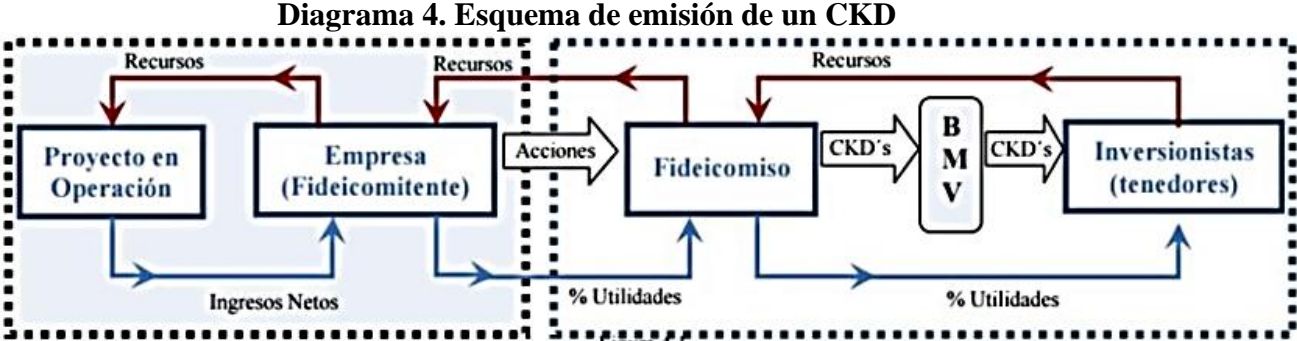 Diagrama 4. Esquema de emisión de un CKD
Recursos
Recursos
Recursos
Proyecto en
Operación
Empresa
(Fideicomitente)
Acciones
Fideicomiso
CKD´s
B
M
V
CKD´s
Inversionistas
(tenedores)
Ingresos Netos
% Utilidades
% Utilidades